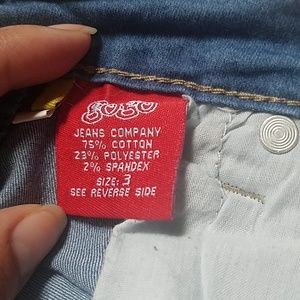 gogo
JEANS COMPANY
75% COTTON
23% POLYESTER
2% SPANDEX
SIZE: 3
SEE REVERSE SIDE